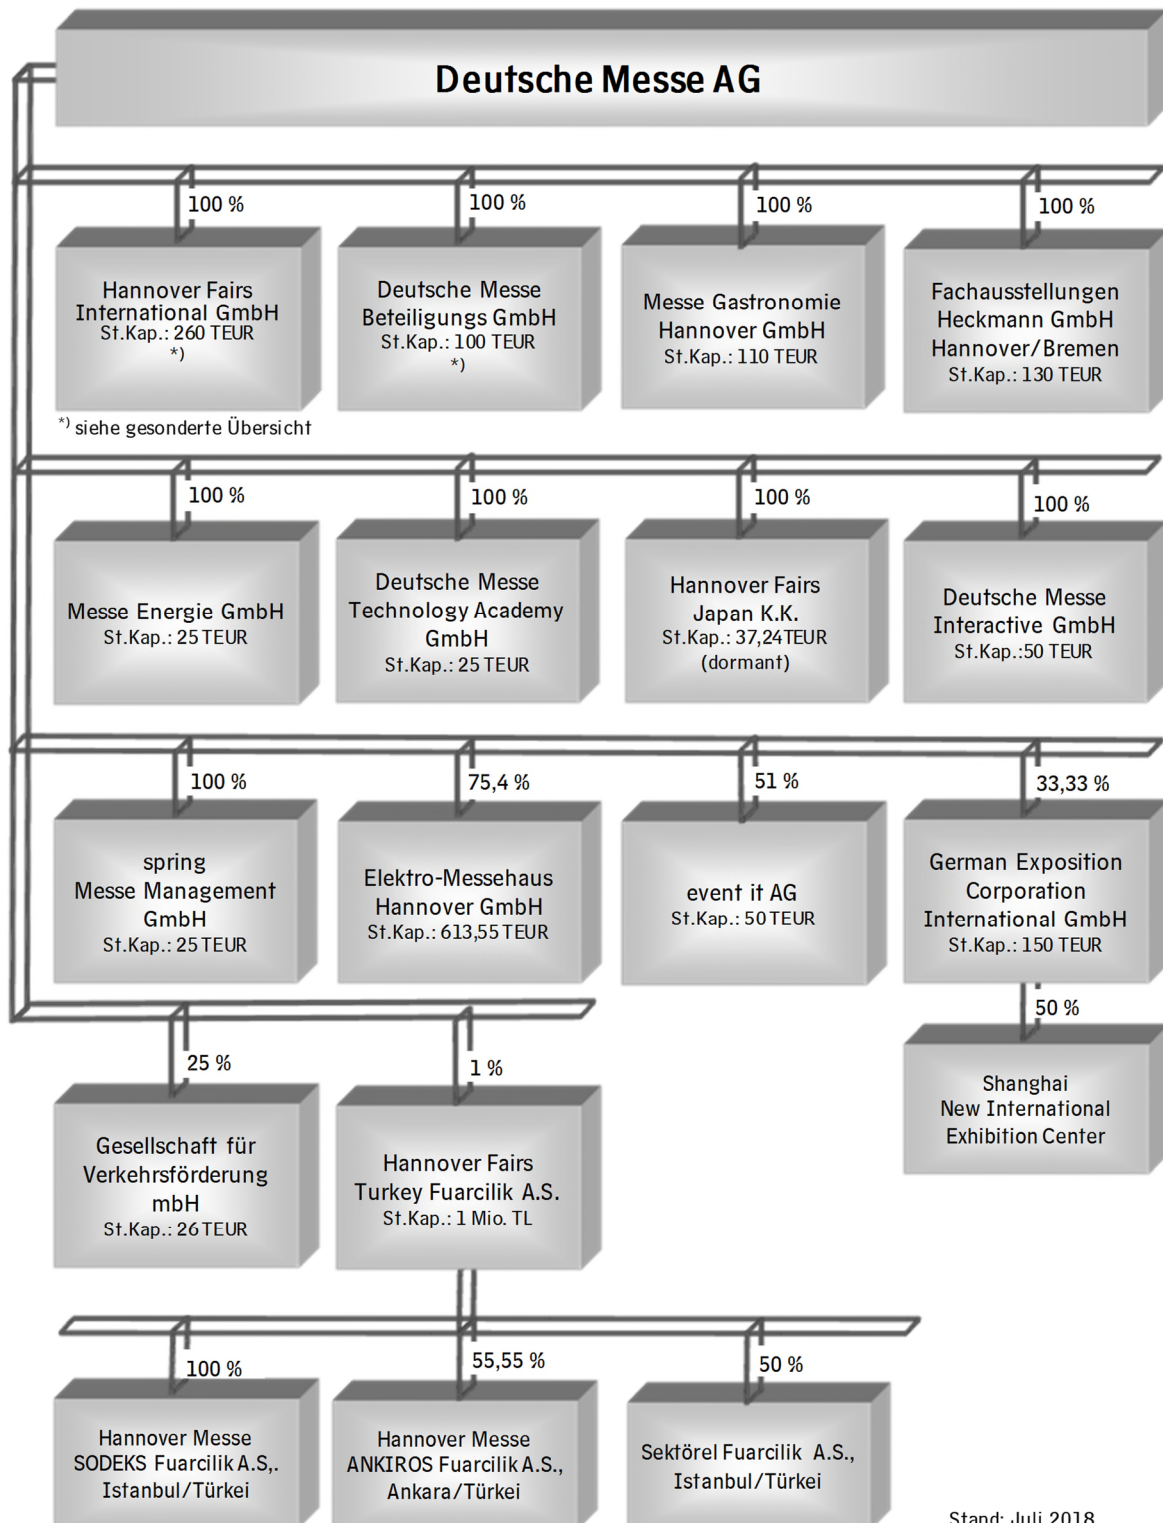 Deutsche Messe AG
100 %
100 %
100 %
100 %
Hannover Fairs
International GmbH
St.Kap.: 260 TEUR
*)
Deutsche Messe
Beteiligungs GmbH
St.Kap.: 100 TEUR
*)
Messe Gastronomie
Hannover GmbH
St.Kap.: 110 TEUR
Fachausstellungen
Heckmann GmbH
Hannover/Bremen
St.Kap.: 130 TEUR
*) siehe gesonderte Übersicht
100 %
100 %
100 %
100 %
Messe Energie GmbH
St.Kap.: 25 TEUR
Deutsche Messe
Technology Academy
GmbH
St.Kap.: 25 TEUR
Hannover Fairs
Japan K.K.
St.Kap.: 37,24TEUR
(dormant)
Deutsche Messe
Interactive GmbH
St.Kap.:50 TEUR
100 %
75,4 %
51 %
33,33 %
spring
Messe Management
GmbH
St.Kap.: 25 TEUR
Elektro-Messehaus
Hannover GmbH
St.Kap.: 613,55 TEUR
event it AG
St.Kap.: 50 TEUR
German Exposition
Corporation
International GmbH
St.Kap.: 150 TEUR
50 %
Shanghai
New International
Exhibition Center
25 %
1 %
Gesellschaft für
Verkehrsförderung
mbH
St.Kap.: 26 TEUR
Hannover Fairs
Turkey Fuarcilik A.S.
St.Kap.: 1 Mio. TL
100 %
55,55 %
50 %
Hannover Messe
SODEKS Fuarcilik A.S,.
Istanbul/Türkei
Hannover Messe
ANKIROS Fuarcilik A.S.,
Ankara/Türkei
Sektörel Fuarcilik A.S.,
Istanbul/Türkei
Stand: Juli 2018